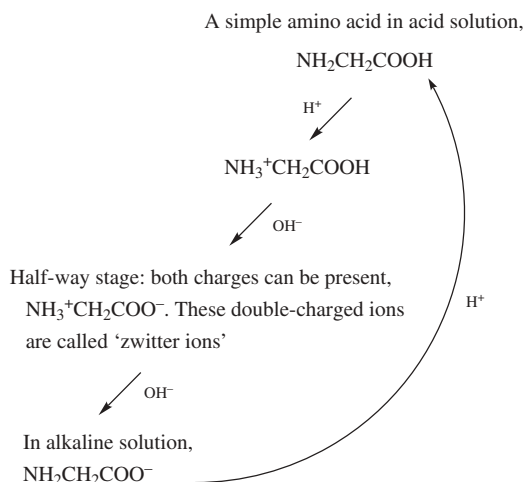 A simple amino acid in acid solution,
NH₂CH₂COOH
H⁺
NH₃⁺CH₂COOH
OH⁻
Half-way stage: both charges can be present,
NH₃⁺CH₂COO⁻. These double-charged ions
are called ‘zwitter ions’
H⁺
OH⁻
In alkaline solution,
NH₂CH₂COO⁻